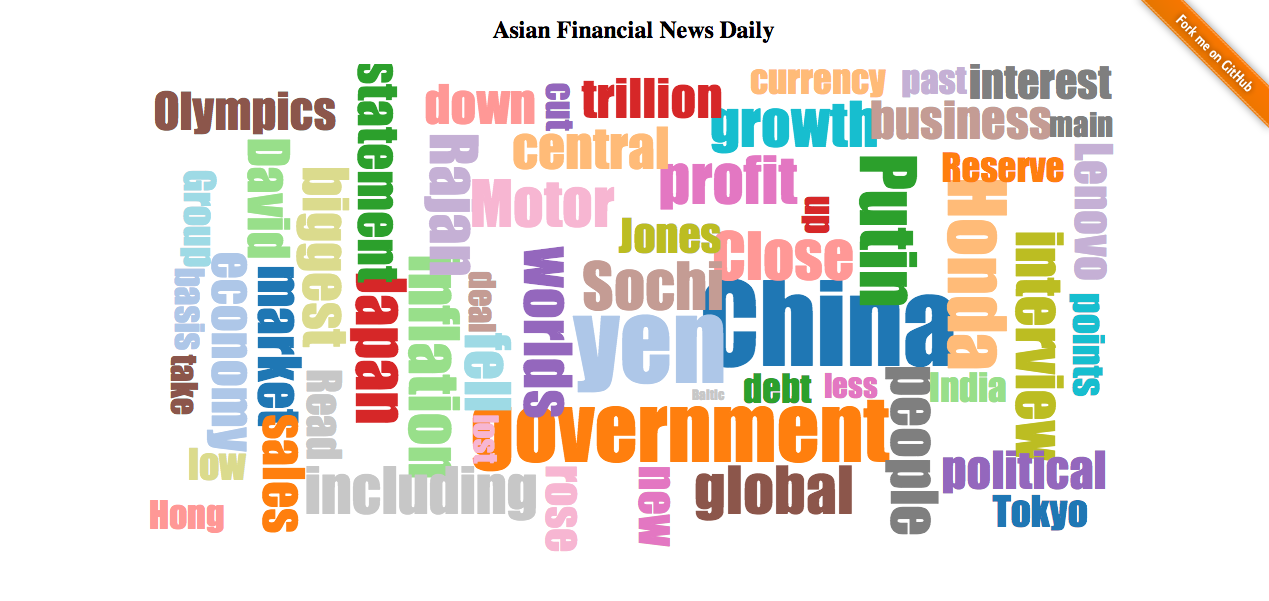 Asian Financial News Daily
Fork me on GitHub
Olympics
statement
down
cut
trillion
currency
past
interest
growth
business
main
central
David
Rajan
profit
Reserve
Lenovo
Group
biggest
Motor
up
Putin
Honda
Jones
Close
interview
economy
basis
market
Japan
Inflation
deal
worlds
Sochi
China
points
yen
fell
take
Read
Baltic
debt
less
people
India
government
lost
sales
low
including
rose
new
global
political
Hong
Tokyo